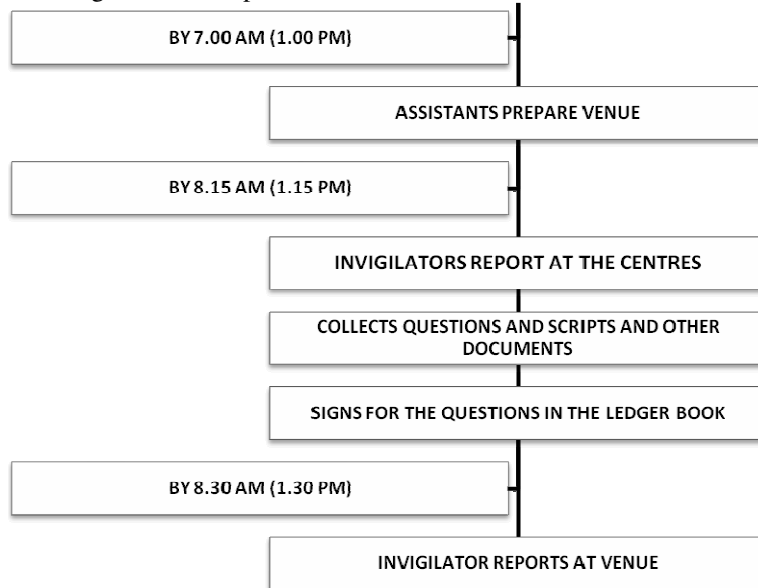 BY 7.00 AM (1.00 PM)
ASSISTANTS PREPARE VENUE
BY 8.15 AM (1.15 PM)
INVIGILATORS REPORT AT THE CENTRES
COLLECTS QUESTIONS AND SCRIPTS AND OTHER
DOCUMENTS
SIGNS FOR THE QUESTIONS IN THE LEDGER BOOK
BY 8.30 AM (1.30 PM)
INVIGILATOR REPORTS AT VENUE